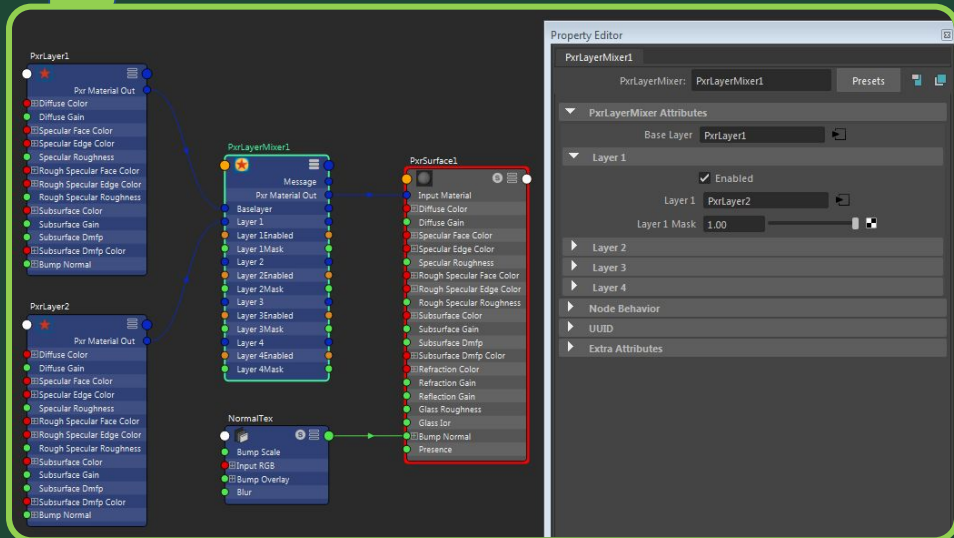 PxrLayer1
Pxr Material Out
Diffuse Color
Diffuse Gain
Specular Face Color
Specular Edge Color
Specular Roughness
Rough Specular Face Color
Rough Specular Edge Color
Rough Specular Roughness
Subsurface Color
Subsurface Gain
Subsurface Dmfp
Subsurface Dmfp Color
Bump Normal
PxrLayer2
Pxr Material Out
Diffuse Color
Diffuse Gain
Specular Face Color
Specular Edge Color
Specular Roughness
Rough Specular Face Color
Rough Specular Edge Color
Rough Specular Roughness
Subsurface Color
Subsurface Gain
Subsurface Dmfp
Subsurface Dmfp Color
Bump Normal
PxrLayerMixer1
Message
Pxr Material Out
Baselayer
Layer 1
Layer 1Enabled
Layer 1Mask
Layer 2
Layer 2Enabled
Layer 2Mask
Layer 3
Layer 3Enabled
Layer 3Mask
Layer 4
Layer 4Enabled
Layer 4Mask
NormalTex
S
Bump Scale
Input RGB
Bump Overlay
Blur
PxrSurface1
S
Input Material
Diffuse Color
Diffuse Gain
Specular Face Color
Specular Edge Color
Specular Roughness
Rough Specular Face Color
Rough Specular Edge Color
Rough Specular Roughness
Subsurface Color
Subsurface Gain
Subsurface Dmfp
Subsurface Dmfp Color
Refraction Color
Refraction Gain
Reflection Gain
Glass Roughness
Glass Ior
Bump Normal
Presence
Property Editor
PxrLayerMixer1
PxrLayerMixer: PxrLayerMixer1 Presets
PxrLayerMixer Attributes
Base Layer PxrLayer1
Layer 1
Enabled
Layer 1 PxrLayer2
Layer 1 Mask 1.00
Layer 2
Layer 3
Layer 4
Node Behavior
UUID
Extra Attributes